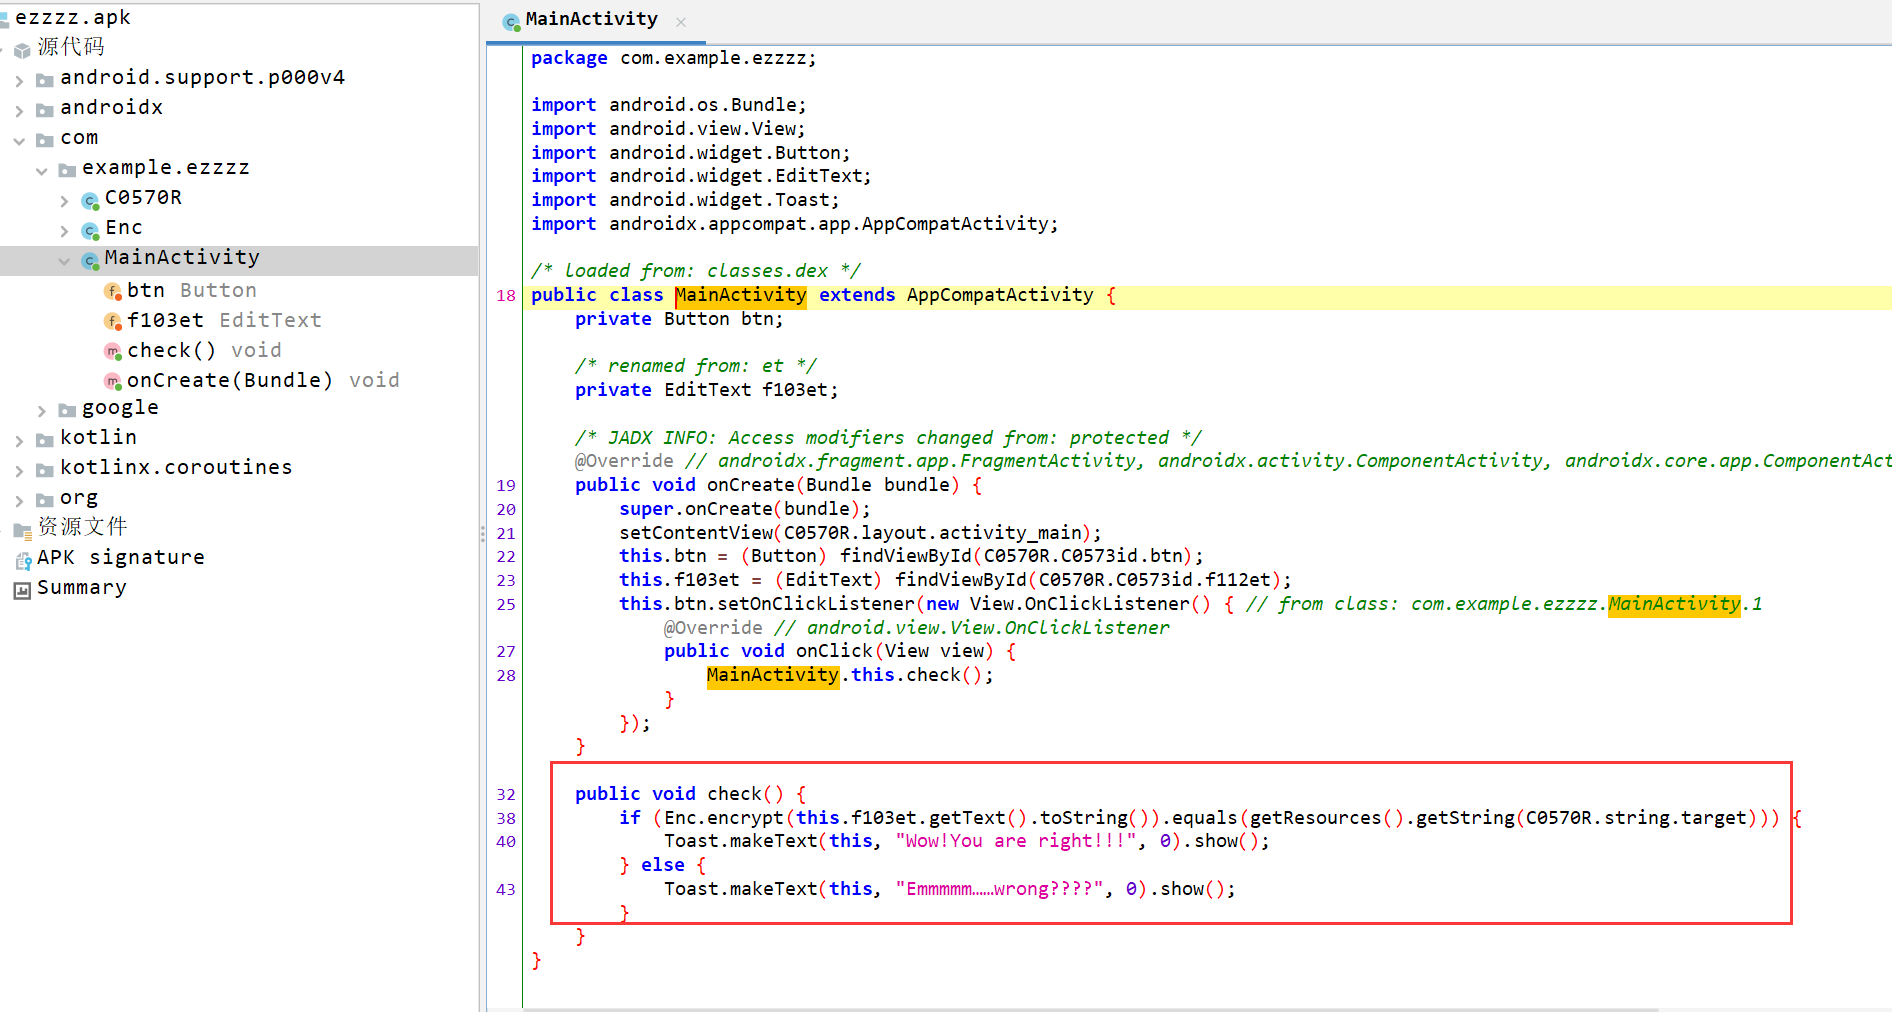 ezzzz.apk
源代码
android.support.p000v4
androidx
com
example.ezzzz
C0570R
Enc
MainActivity
btn Button
f103et EditText
check() void
onCreate(Bundle) void
google
kotlin
kotlinx.coroutines
org
资源文件
APK signature
Summary
MainActivity ×
package com.example.ezzzz;
import android.os.Bundle;
import android.view.View;
import android.widget.Button;
import android.widget.EditText;
import android.widget.Toast;
import androidx.appcompat.app.AppCompatActivity;
/* loaded from: classes.dex */
18 public class MainActivity extends AppCompatActivity {
private Button btn;
/* renamed from: et */
private EditText f103et;
/* JADX INFO: Access modifiers changed from: protected */
@Override // androidx.fragment.app.FragmentActivity, androidx.activity.ComponentActivity, androidx.core.app.ComponentAct
19 public void onCreate(Bundle bundle) {
20 super.onCreate(bundle);
21 setContentView(C0570R.layout.activity_main);
22 this.btn = (Button) findViewById(C0570R.C0573id.btn);
23 this.f103et = (EditText) findViewById(C0570R.C0573id.f112et);
25 this.btn.setOnClickListener(new View.OnClickListener() { // from class: com.example.ezzzz.MainActivity.1
@Override // android.view.View.OnClickListener
27 public void onClick(View view) {
28 MainActivity.this.check();
}
});
}
32 public void check() {
38 if (Enc.encrypt(this.f103et.getText().toString()).equals(getResources().getString(C0570R.string.target))) {
40 Toast.makeText(this, "Wow!You are right!!!", 0).show();
} else {
43 Toast.makeText(this, "Emmmmm……wrong????", 0).show();
}
}
}